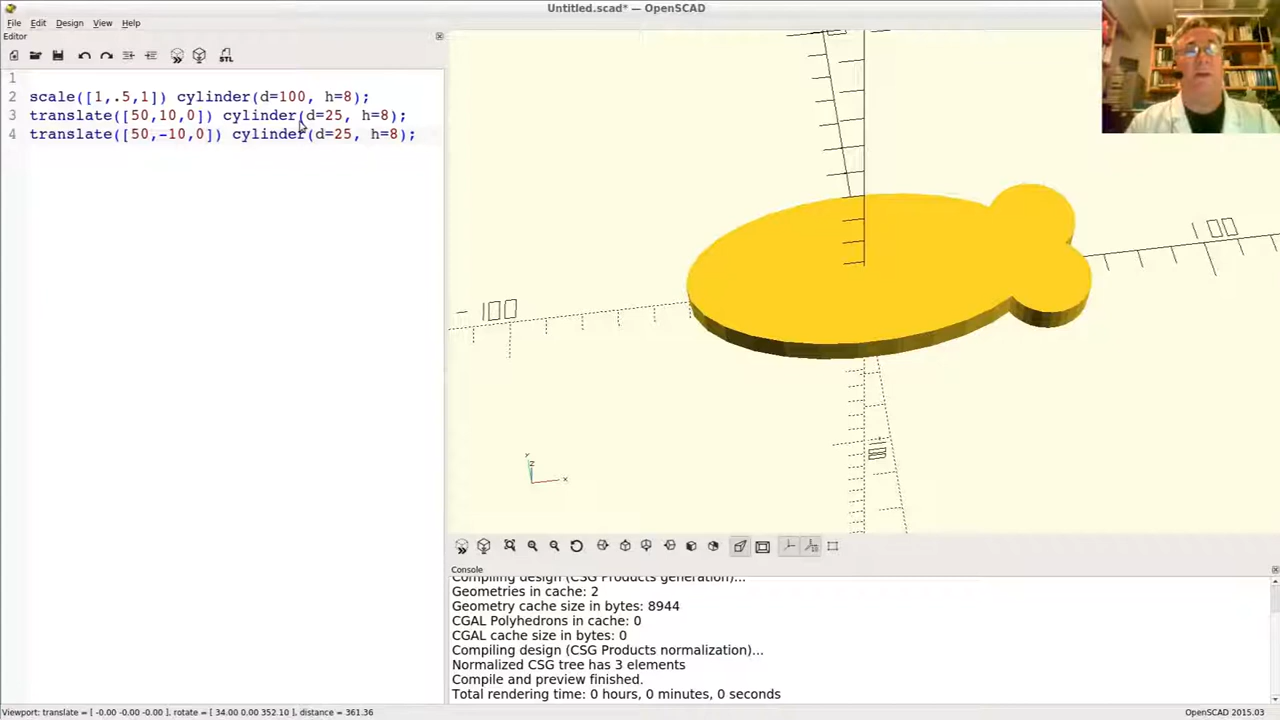 Untitled.scad* — OpenSCAD
File Edit Design View Help
Editor
STL
1
2 scale([1,.5,1]) cylinder(d=100, h=8);
3 translate([50,10,0]) cylinder(d=25, h=8);
4 translate([50,-10,0]) cylinder(d=25, h=8);
100
-100
y
z
x
Console
Compiling design (CSG Products generation)...
Geometries in cache: 2
Geometry cache size in bytes: 8944
CGAL Polyhedrons in cache: 0
CGAL cache size in bytes: 0
Compiling design (CSG Products normalization)...
Normalized CSG tree has 3 elements
Compile and preview finished.
Total rendering time: 0 hours, 0 minutes, 0 seconds
Viewport: translate = [ -0.00 -0.00 -0.00 ], rotate = [ 34.00 0.00 352.10 ], distance = 361.36
OpenSCAD 2015.03